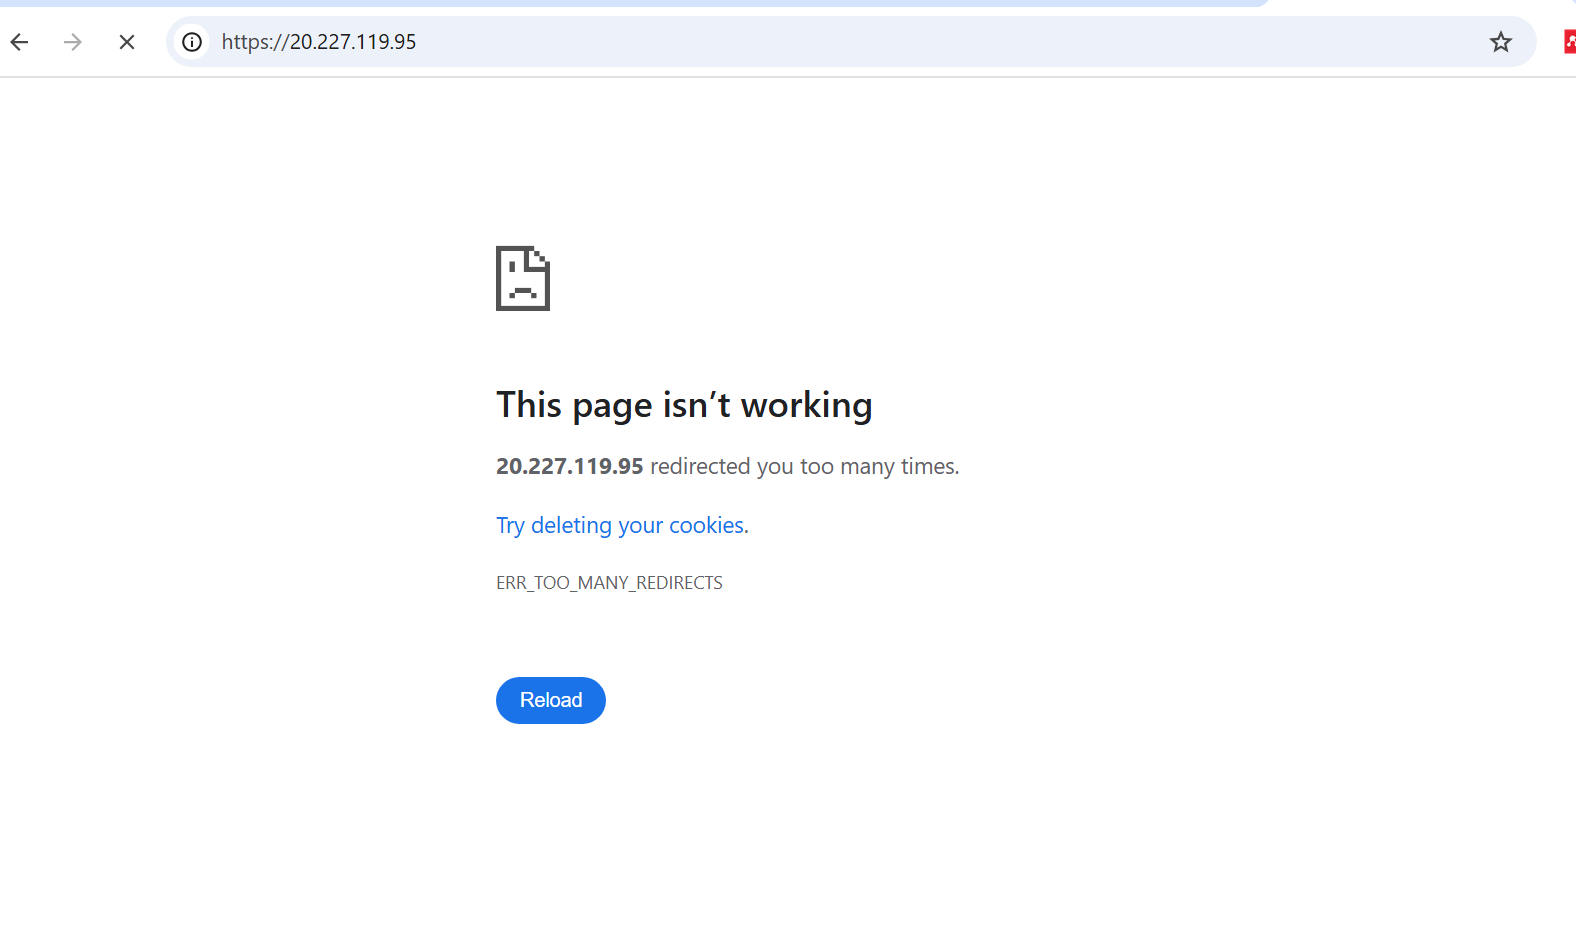 https://20.227.119.95
This page isn’t working
20.227.119.95 redirected you too many times.
Try deleting your cookies.
ERR_TOO_MANY_REDIRECTS
Reload